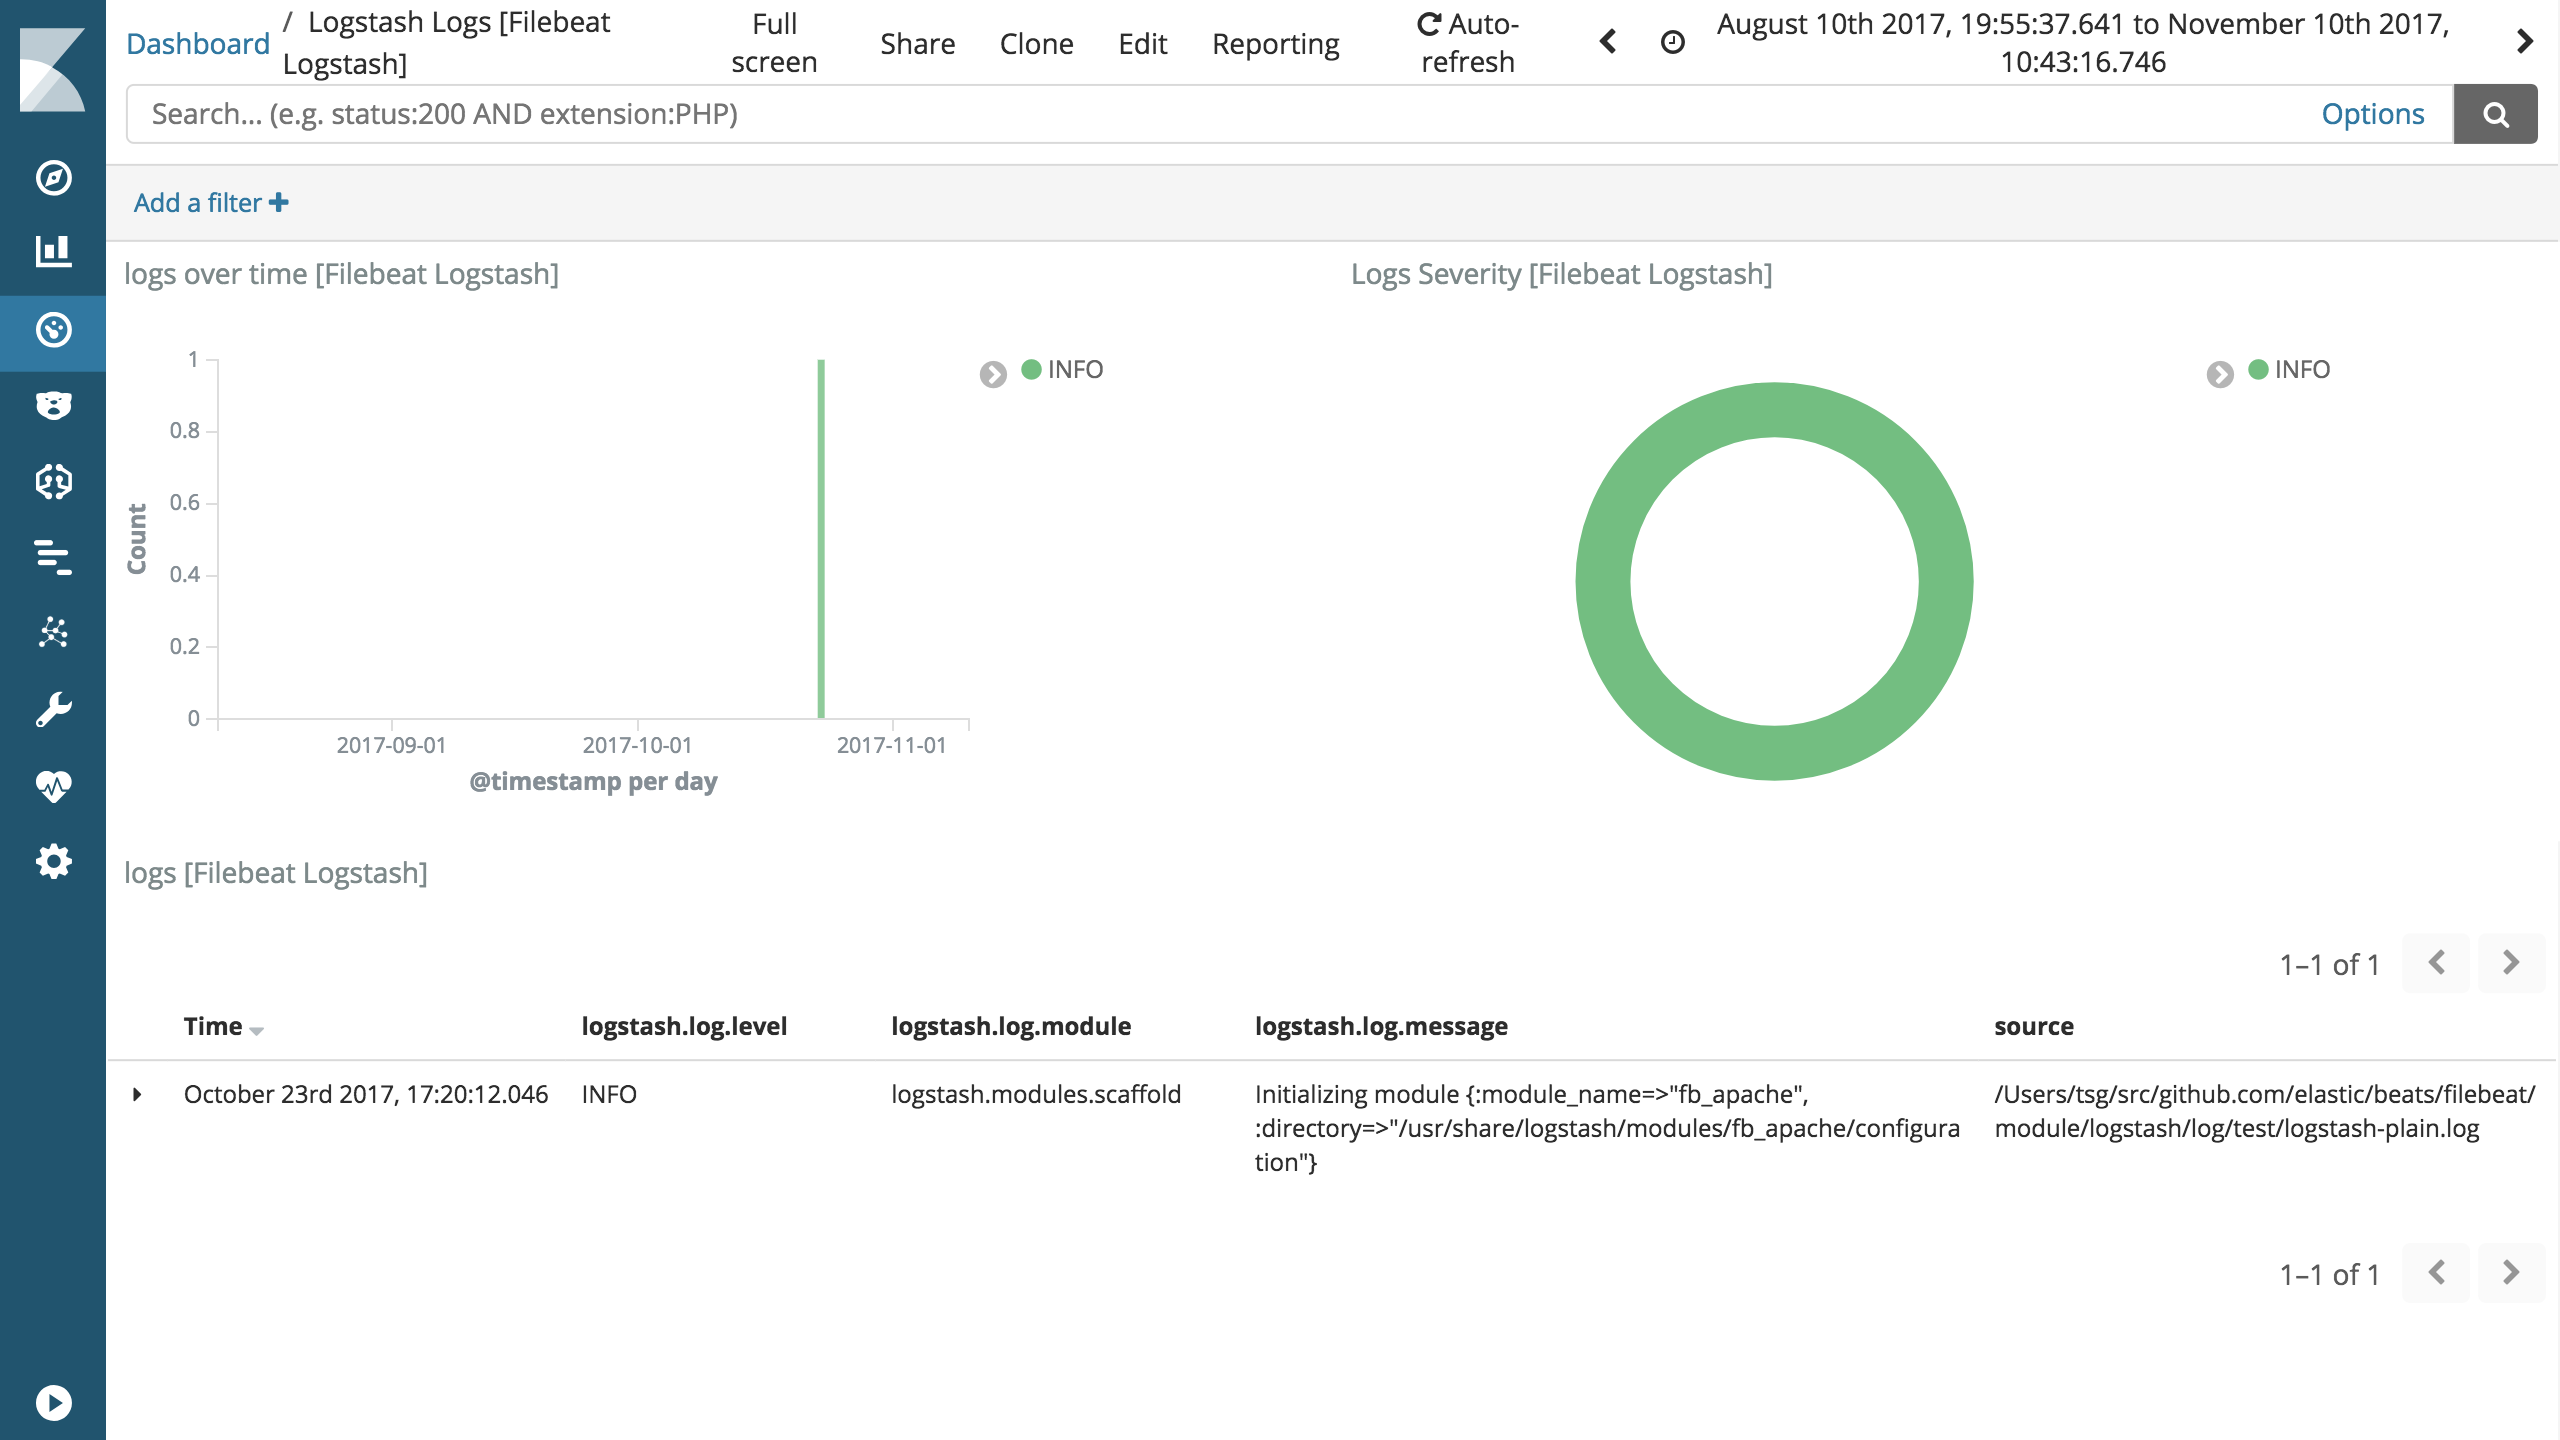 Dashboard / Logstash Logs [Filebeat
Logstash]
Full
screen
Share
Clone
Edit
Reporting
Auto-
refresh
August 10th 2017, 19:55:37.641 to November 10th 2017,
10:43:16.746
Search... (e.g. status:200 AND extension:PHP)
Options
Add a filter
logs over time [Filebeat Logstash]
1
0.8
0.6
0.4
0.2
0
Count
2017-09-01
2017-10-01
2017-11-01
@timestamp per day
INFO
Logs Severity [Filebeat Logstash]
INFO
logs [Filebeat Logstash]
1–1 of 1
Time
logstash.log.level
logstash.log.module
logstash.log.message
source
October 23rd 2017, 17:20:12.046
INFO
logstash.modules.scaffold
Initializing module {:module_name=>"fb_apache",
:directory=>"/usr/share/logstash/modules/fb_apache/configura
tion"}
/Users/tsg/src/github.com/elastic/beats/filebeat/
module/logstash/log/test/logstash-plain.log
1–1 of 1